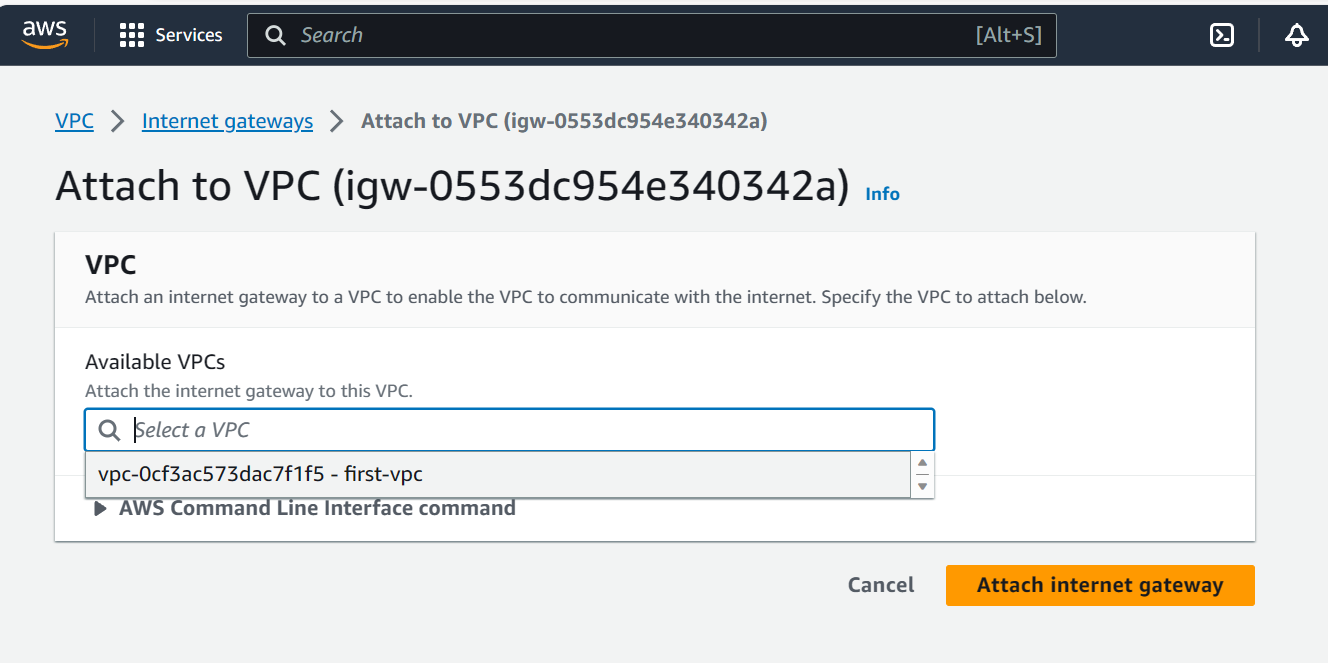 aws Services Search [Alt+S]
VPC Internet gateways Attach to VPC (igw-0553dc954e340342a)
Attach to VPC (igw-0553dc954e340342a) Info
VPC
Attach an internet gateway to a VPC to enable the VPC to communicate with the internet. Specify the VPC to attach below.
Available VPCs
Attach the internet gateway to this VPC.
Select a VPC
vpc-0cf3ac573dac7f1f5 - first-vpc
AWS Command Line Interface command
Cancel Attach internet gateway